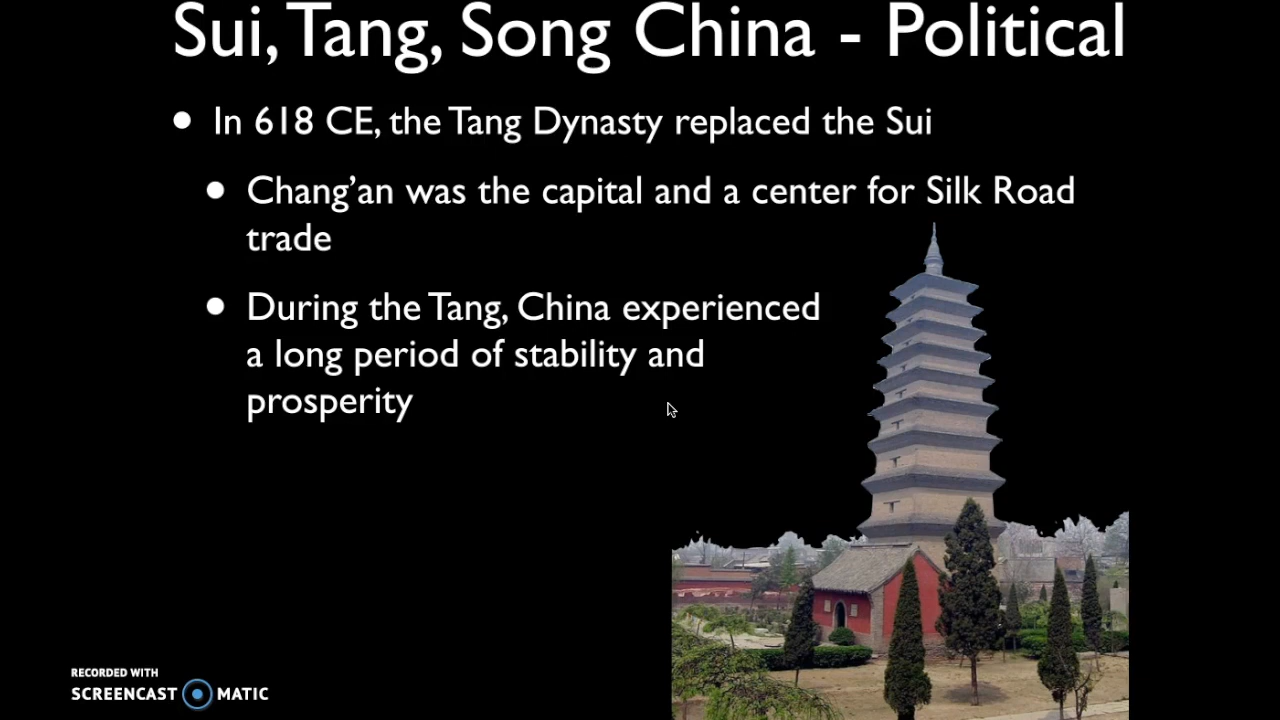 Sui, Tang, Song China - Political
• In 618 CE, the Tang Dynasty replaced the Sui
• Chang’an was the capital and a center for Silk Road
trade
• During the Tang, China experienced
a long period of stability and
prosperity
RECORDED WITH
SCREENCAST MATIC